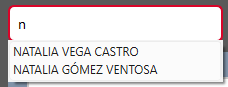 n
NATALIA VEGA CASTRO
NATALIA GÓMEZ VENTOSA